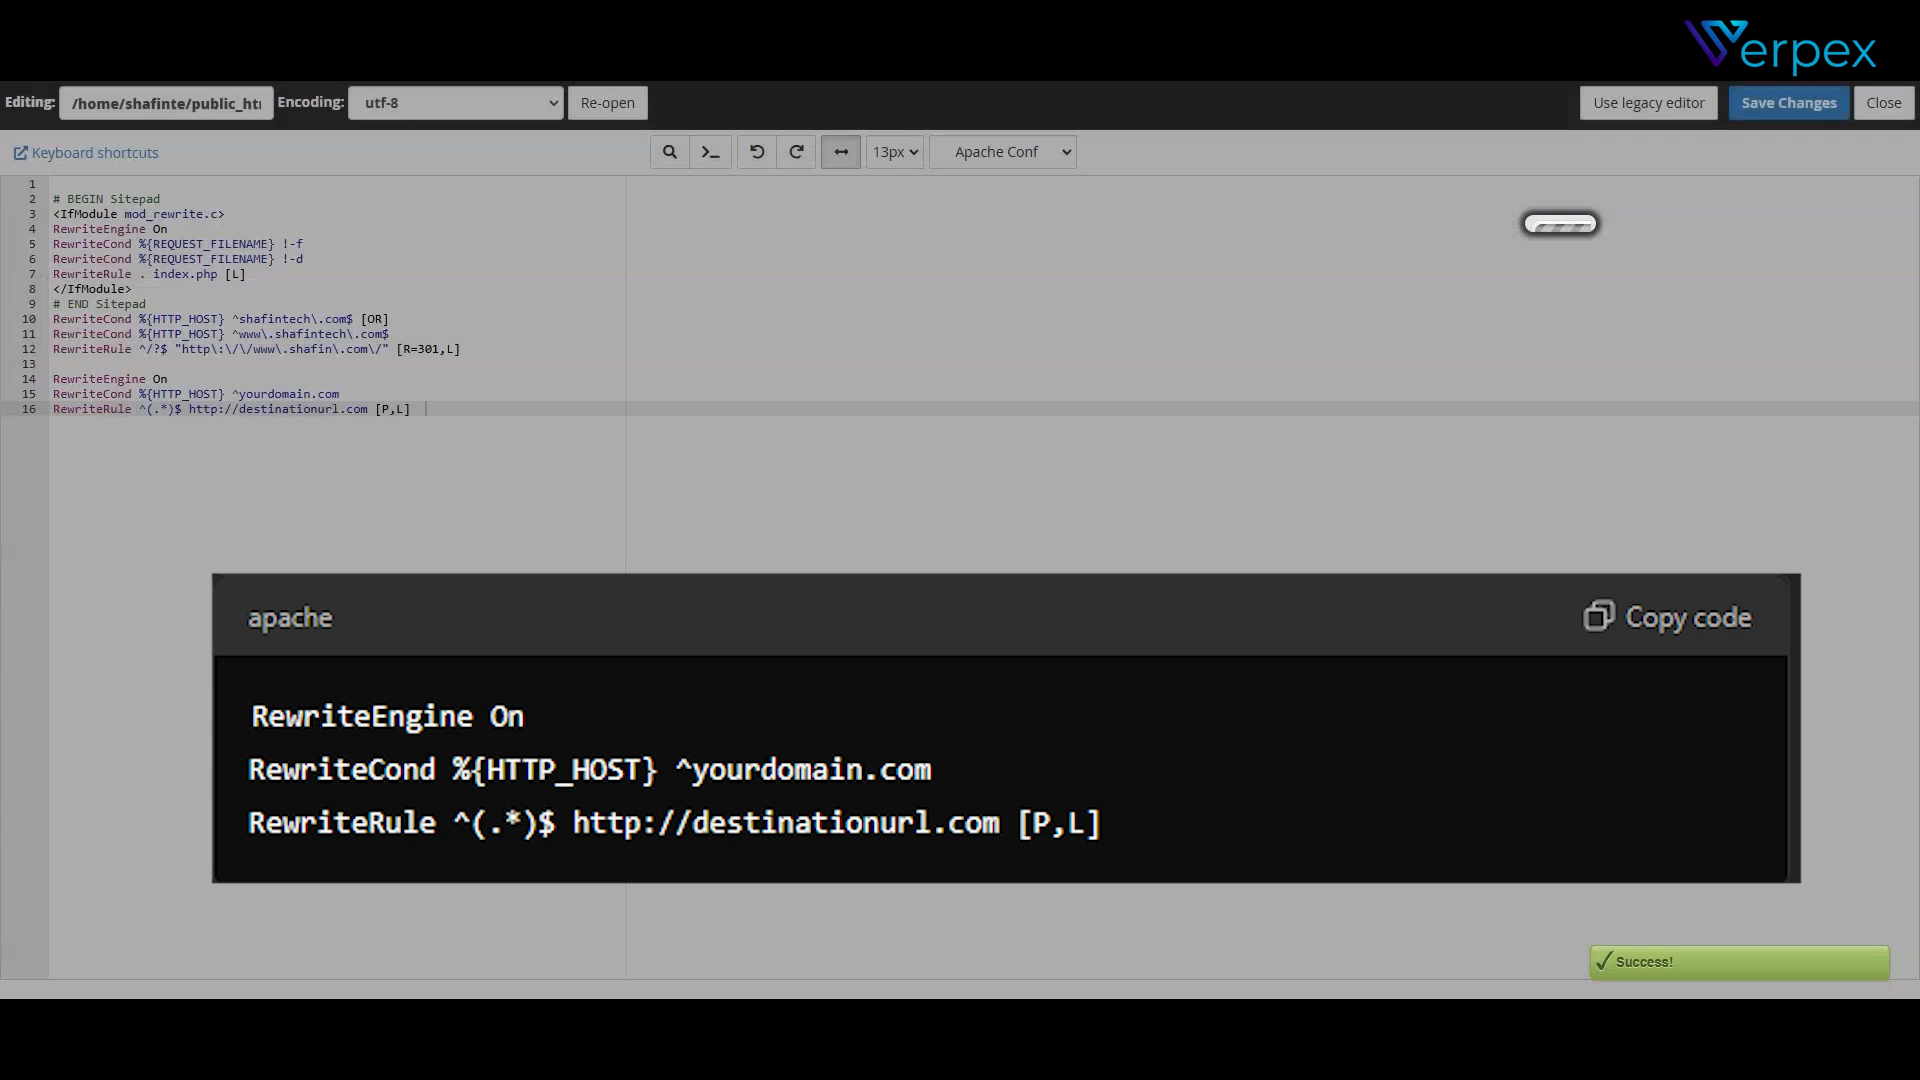 Verpex
Editing: /home/shafinte/public_htı Encoding: utf-8 Re-open Use legacy editor Save Changes Close
Keyboard shortcuts 13px Apache Conf
1
2 # BEGIN Sitepad
3 <IfModule mod_rewrite.c>
4 RewriteEngine On
5 RewriteCond %{REQUEST_FILENAME} !-f
6 RewriteCond %{REQUEST_FILENAME} !-d
7 RewriteRule . index.php [L]
8 </IfModule>
9 # END Sitepad
10 RewriteCond %{HTTP_HOST} ^shafintech\.com$ [OR]
11 RewriteCond %{HTTP_HOST} ^www\.shafintech\.com$
12 RewriteRule ^/?$ "http\:\/\/www\.shafin\.com\/" [R=301,L]
13
14 RewriteEngine On
15 RewriteCond %{HTTP_HOST} ^yourdomain.com
16 RewriteRule ^(.*)$ http://destinationurl.com [P,L]
apache Copy code
RewriteEngine On
RewriteCond %{HTTP_HOST} ^yourdomain.com
RewriteRule ^(.*)$ http://destinationurl.com [P,L]
Success!